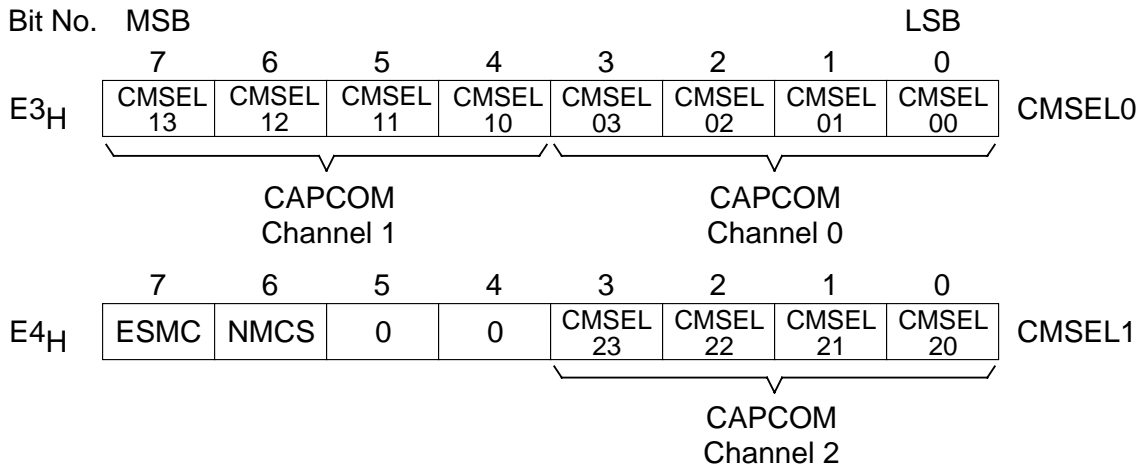 Bit No. MSB LSB
7 6 5 4 3 2 1 0
E3H CMSEL 13 CMSEL 12 CMSEL 11 CMSEL 10 CMSEL 03 CMSEL 02 CMSEL 01 CMSEL 00 CMSEL0
CAPCOM Channel 1
CAPCOM Channel 0
7 6 5 4 3 2 1 0
E4H ESMC NMCS 0 0 CMSEL 23 CMSEL 22 CMSEL 21 CMSEL 20 CMSEL1
CAPCOM Channel 2